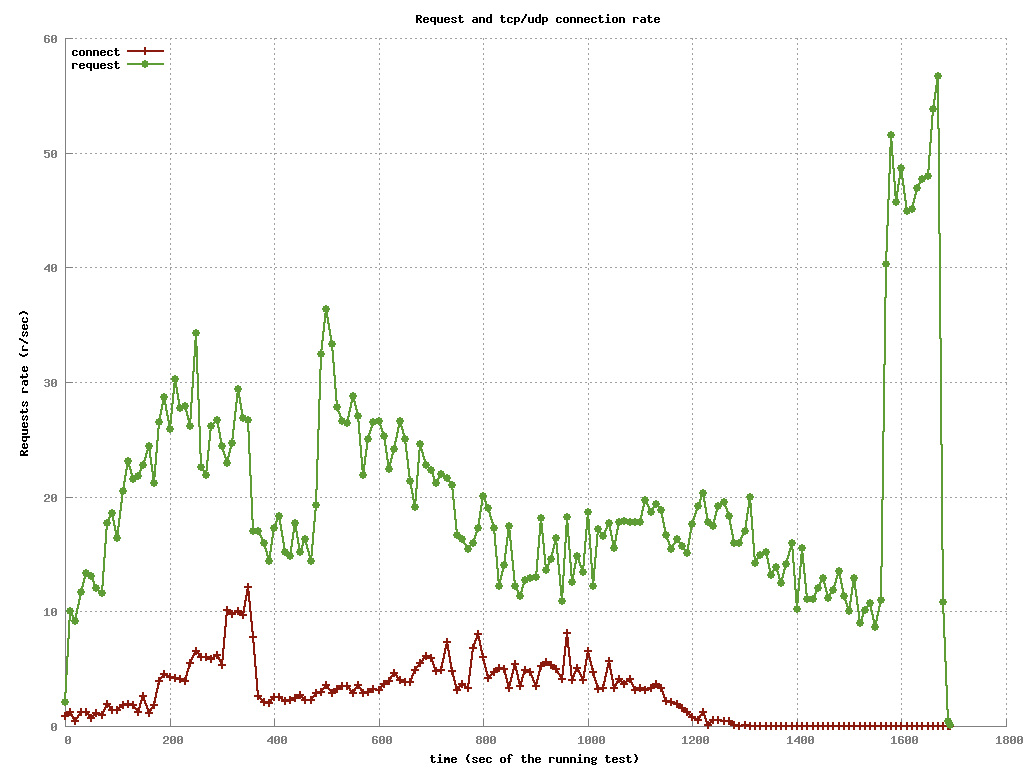 Request and tcp/udp connection rate
connect
request
60
50
40
30
20
10
0
Requests rate (r/sec)
0 200 400 600 800 1000 1200 1400 1600 1800
time (sec of the running test)